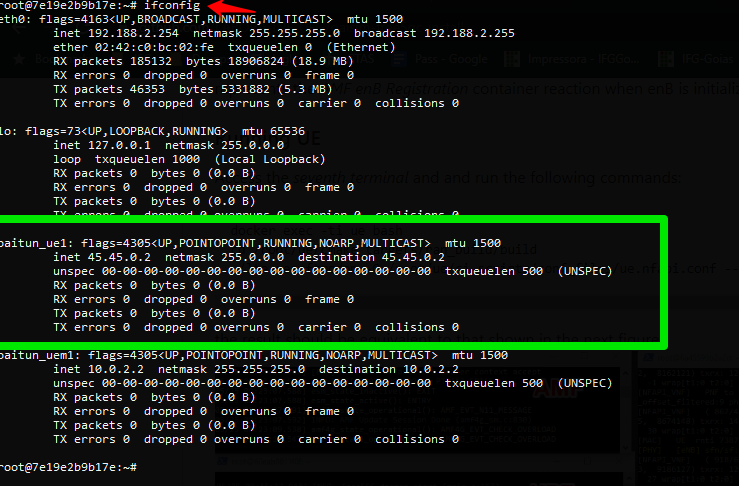 root@7e19e2b9b17e:~# ifconfig
eth0: flags=4163<UP,BROADCAST,RUNNING,MULTICAST>  mtu 1500
inet 192.168.2.254  netmask 255.255.255.0  broadcast 192.168.2.255
ether 02:42:c0:bc:02:fe  txqueuelen 0  (Ethernet)
RX packets 185132  bytes 18906824 (18.9 MB)
RX errors 0  dropped 0  overruns 0  frame 0
TX packets 46353  bytes 5331882 (5.3 MB)
TX errors 0  dropped 0 overruns 0  carrier 0  collisions 0
lo: flags=73<UP,LOOPBACK,RUNNING>  mtu 65536
inet 127.0.0.1  netmask 255.0.0.0
loop  txqueuelen 1000  (Local Loopback)
RX packets 0  bytes 0 (0.0 B)
RX errors 0  dropped 0  overruns 0  frame 0
TX packets 0  bytes 0 (0.0 B)
TX errors 0  dropped 0 overruns 0  carrier 0  collisions 0
oaitun_ue1: flags=4305<UP,POINTOPOINT,RUNNING,NOARP,MULTICAST>  mtu 1500
inet 45.45.0.2  netmask 255.0.0.0  destination 45.45.0.2
unspec 00-00-00-00-00-00-00-00-00-00-00-00-00-00-00-00  txqueuelen 500  (UNSPEC)
RX packets 0  bytes 0 (0.0 B)
RX errors 0  dropped 0  overruns 0  frame 0
TX packets 0  bytes 0 (0.0 B)
TX errors 0  dropped 0 overruns 0  carrier 0  collisions 0
oaitun_uem1: flags=4305<UP,POINTOPOINT,RUNNING,NOARP,MULTICAST>  mtu 1500
inet 10.0.2.2  netmask 255.255.255.0  destination 10.0.2.2
unspec 00-00-00-00-00-00-00-00-00-00-00-00-00-00-00-00  txqueuelen 500  (UNSPEC)
RX packets 0  bytes 0 (0.0 B)
RX errors 0  dropped 0  overruns 0  frame 0
TX packets 0  bytes 0 (0.0 B)
TX errors 0  dropped 0 overruns 0  carrier 0  collisions 0
root@7e19e2b9b17e:~#